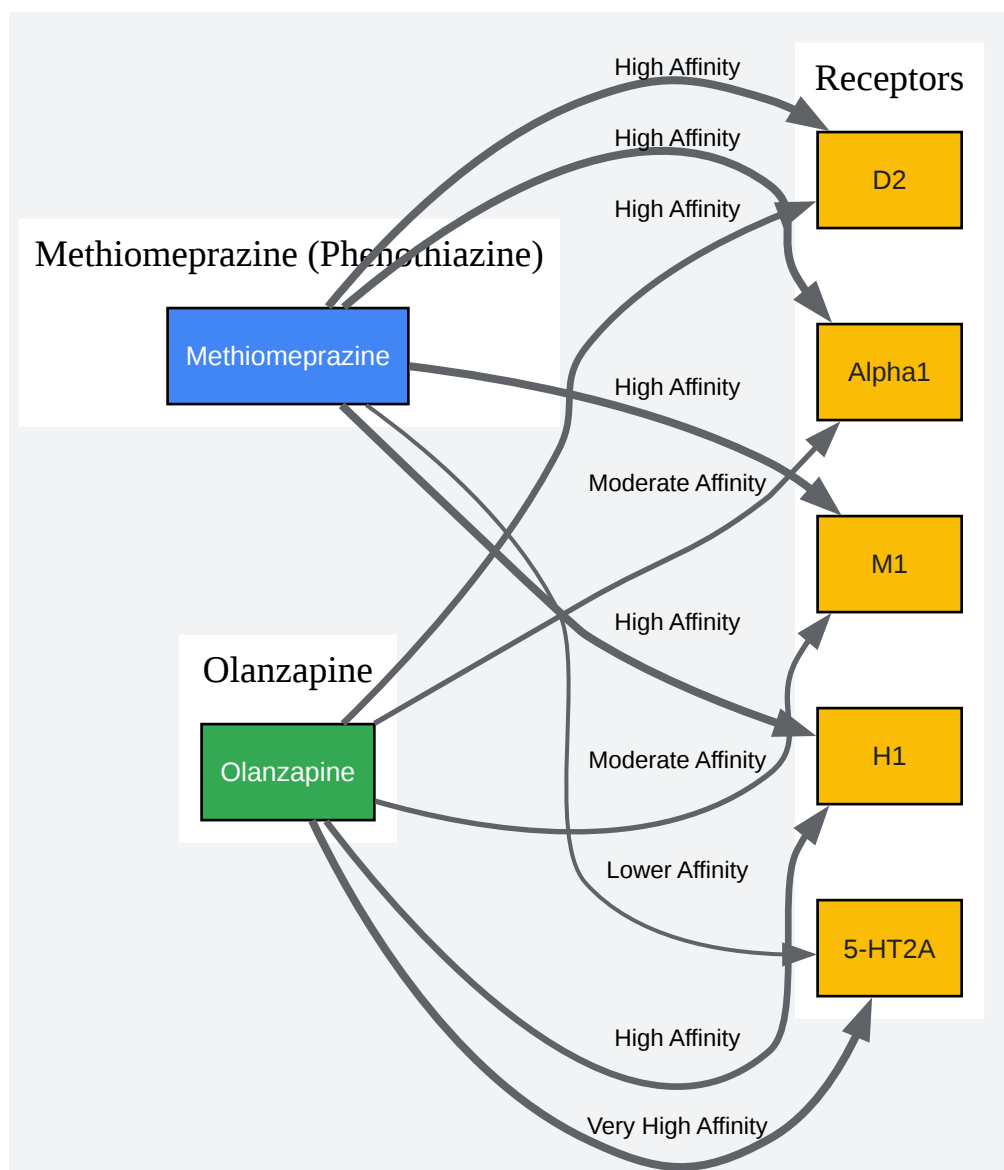 High Affinity
Receptors
High Affinity
D2
High Affinity
Methiomeprazine (Phenothiazine)
Methiomeprazine
Alpha1
High Affinity
Moderate Affinity
M1
High Affinity
Olanzapine
Olanzapine
H1
Moderate Affinity
Lower Affinity
5-HT2A
High Affinity
Very High Affinity